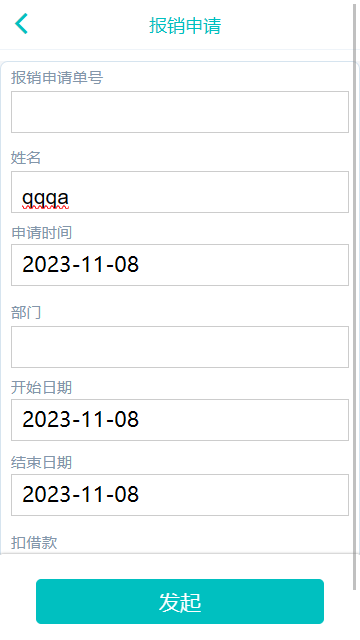 报销申请
报销申请单号
姓名
qqqa
申请时间
2023-11-08
部门
开始日期
2023-11-08
结束日期
2023-11-08
扣借款
发起